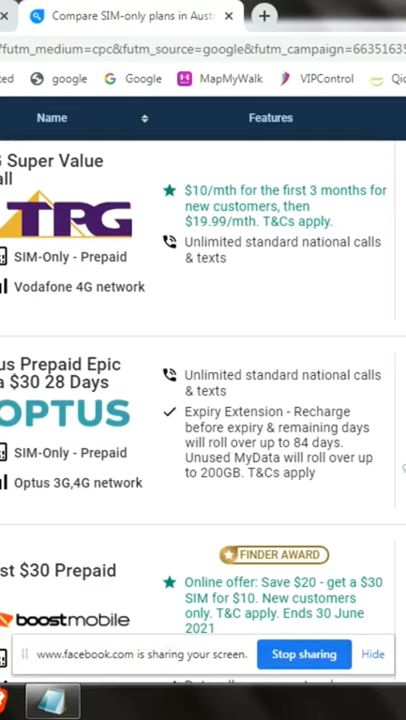 Compare SIM-only plans in Aust
futm_medium=cpc&futm_source=google&futm_campaign=66351635
google
Google
MapMyWalk
VIPControl
Name
Features
Super Value
TPG
SIM-Only - Prepaid
Vodafone 4G network
$10/mth for the first 3 months for
new customers, then
$19.99/mth. T&Cs apply.
Unlimited standard national calls
& texts
us Prepaid Epic
a $30 28 Days
OPTUS
SIM-Only - Prepaid
Optus 3G,4G network
Unlimited standard national calls
& texts
Expiry Extension - Recharge
before expiry & remaining days
will roll over up to 84 days.
Unused MyData will roll over up
to 200GB. T&Cs apply
FINDER AWARD
st $30 Prepaid
boostmobile
Online offer: Save $20 - get a $30
SIM for $10. New customers
only. T&C apply. Ends 30 June
2021
www.facebook.com is sharing your screen.
Stop sharing
Hide